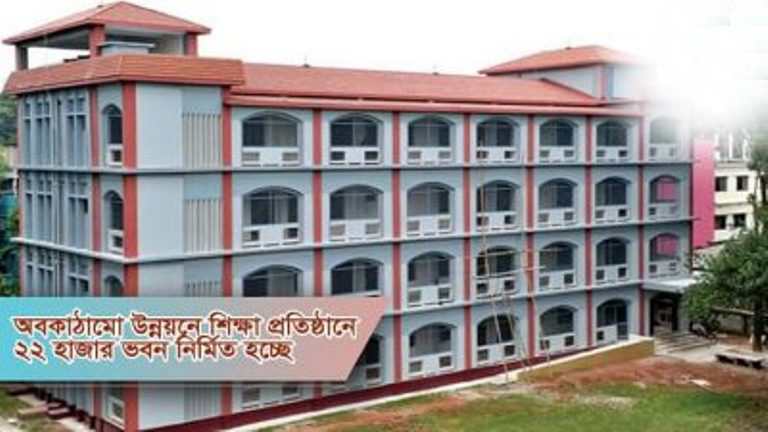 অবকাঠামো উন্নয়নে শিক্ষা প্রতিষ্ঠানে
২২ হাজার ভবন নির্মিত হচ্ছে